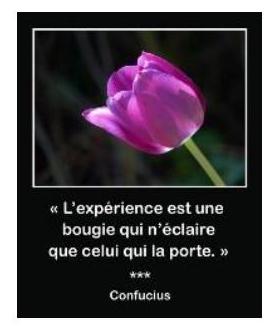 « L'expérience est une
bougie qui n'éclaire
que celui qui la porte. »
***
Confucius